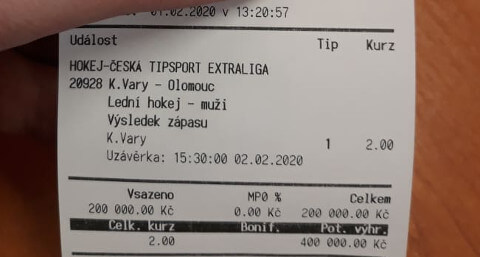 01.02.2020 v 13:20:57
Událost Tip Kurz
HOKEJ-ČESKÁ TIPSPORT EXTRALIGA
20928 K.Vary - Olomouc
Lední hokej - muži
Výsledek zápasu
K.Vary 1 2.00
Uzávěrka: 15:30:00 02.02.2020
Vsazeno MPO % Celkem
200 000.00 Kč 0.00 Kč 200 000.00 Kč
Celk. kurz Bonif. Pot. výhr.
2.00 400 000.00 Kč